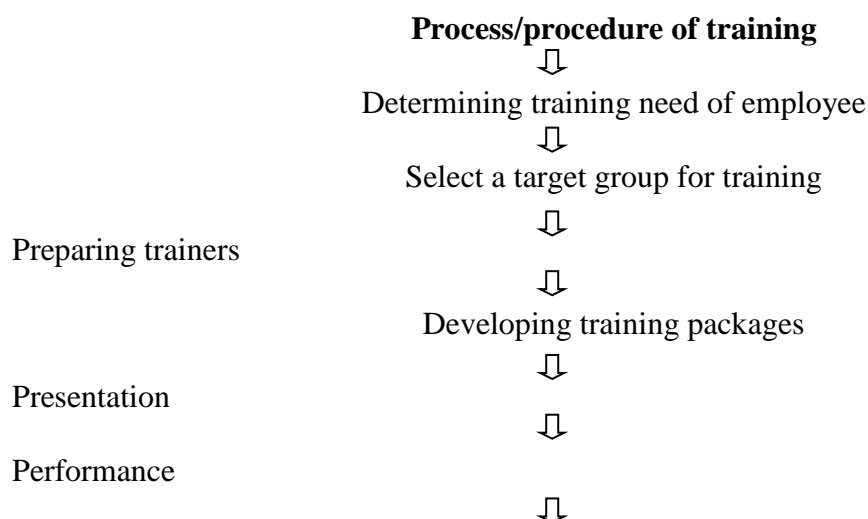 Process/procedure of training
Determining training need of employee
Select a target group for training
Preparing trainers
Developing training packages
Presentation
Performance